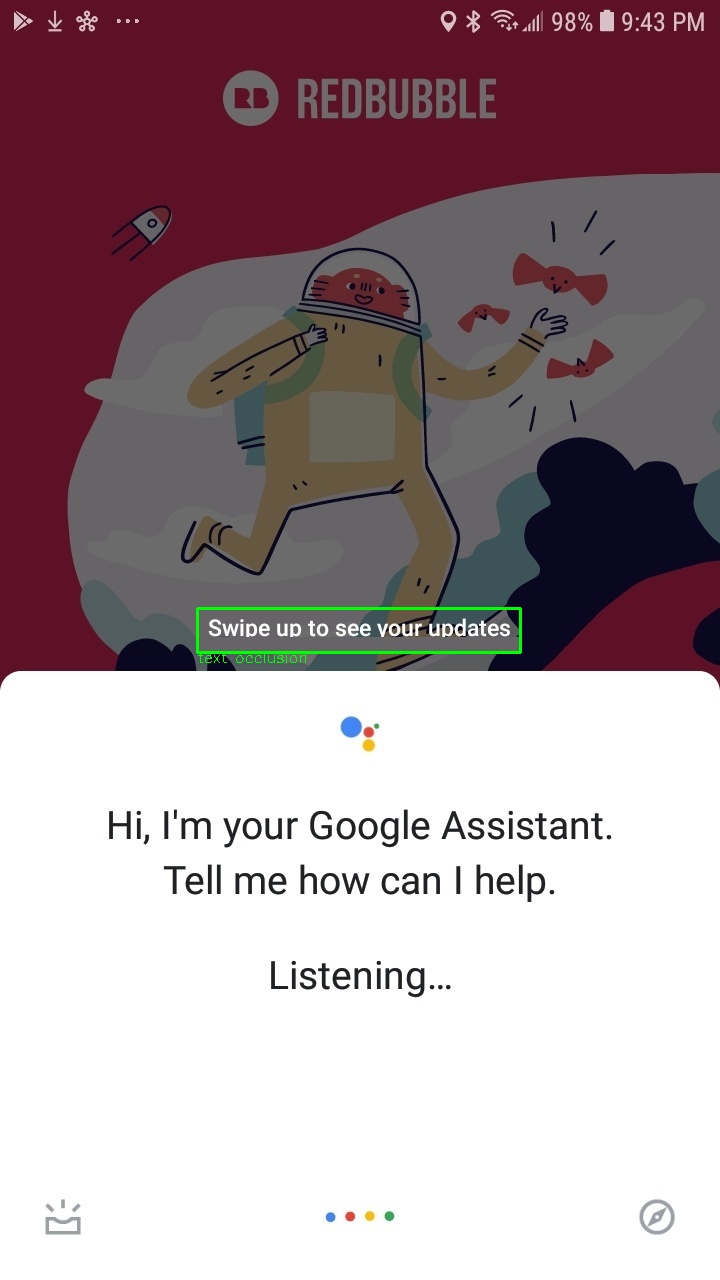 98% 9:43 PM
RB REDBUBBLE
Swipe up to see your updates
text occlusion
Hi, I'm your Google Assistant.
Tell me how can I help.
Listening...